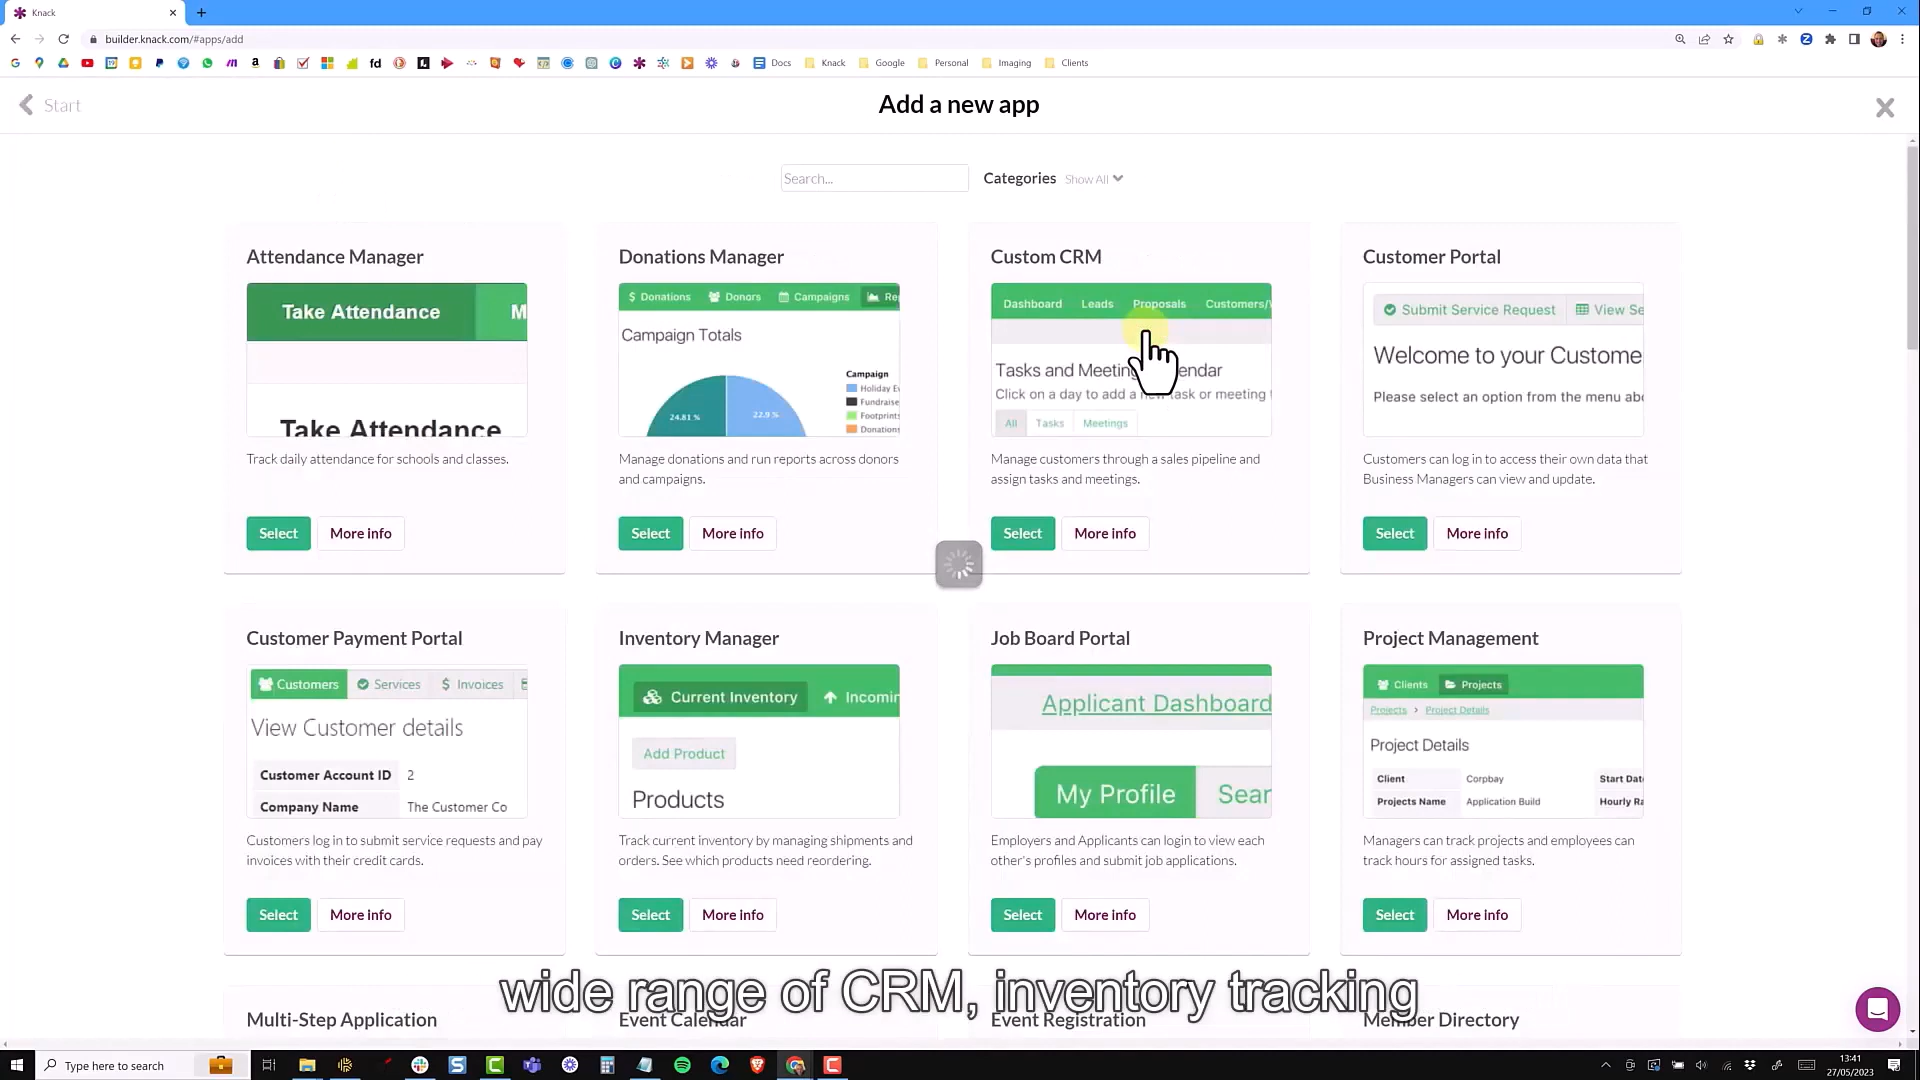 Knack
builder.knack.com/#apps/add
Docs
Knack
Google
Personal
Imaging
Clients
Start
Add a new app
Search...
Categories Show All
Attendance Manager
Take Attendance M
Take Attendance
Track daily attendance for schools and classes.
Select More info
Donations Manager
Donations Donors Campaigns Re
Campaign Totals
Campaign
Holiday Ev
Fundraise
Footprints
Donations
24.81 % 22.9 %
Manage donations and run reports across donors
and campaigns.
Select More info
Custom CRM
Dashboard Leads Proposals Customers/V
Tasks and Meeting endar
Click on a day to add a new task or meeting
All Tasks Meetings
Manage customers through a sales pipeline and
assign tasks and meetings.
Select More info
Customer Portal
Submit Service Request View Se
Welcome to your Custome
Please select an option from the menu abo
Customers can log in to access their own data that
Business Managers can view and update.
Select More info
Customer Payment Portal
Customers Services $ Invoices
View Customer details
Customer Account ID 2
Company Name The Customer Co
Customers log in to submit service requests and pay
invoices with their credit cards.
Select More info
Inventory Manager
Current Inventory Incomin
Add Product
Products
Track current inventory by managing shipments and
orders. See which products need reordering.
Select More info
Job Board Portal
Applicant Dashboard
My Profile Sear
Employers and Applicants can login to view each
other's profiles and submit job applications.
Select More info
Project Management
Clients Projects
Projects > Project Details
Project Details
Client Corpbay Start Date
Projects Name Application Build Hourly Ra
Managers can track projects and employees can
track hours for assigned tasks.
Select More info
wide range of CRM, inventory tracking
Multi-Step Application
Event Calendar
Event Registration
Member Directory
Type here to search
13:41
27/05/2023